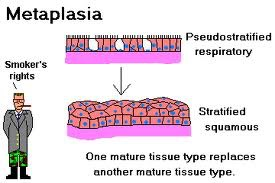 Metaplasia
Pseudostratified
respiratory
Smoker's
rights
Stratified
squamous
One mature tissue type replaces
another mature tissue type.